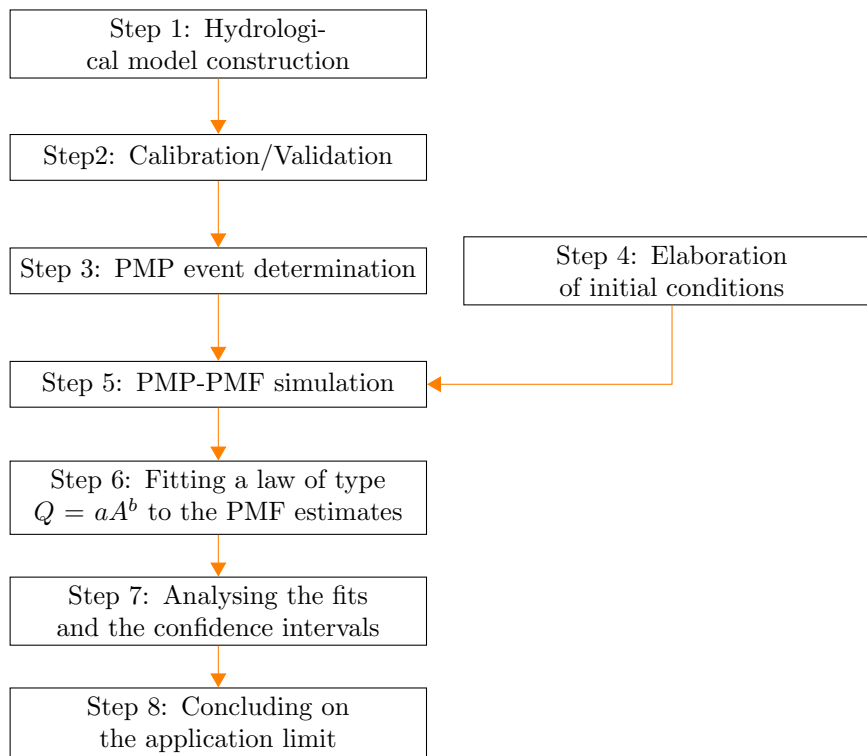 Step 1: Hydrologi-
cal model construction
Step2: Calibration/Validation
Step 3: PMP event determination
Step 4: Elaboration
of initial conditions
Step 5: PMP-PMF simulation
Step 6: Fitting a law of type
Q = aA^b to the PMF estimates
Step 7: Analysing the fits
and the confidence intervals
Step 8: Concluding on
the application limit